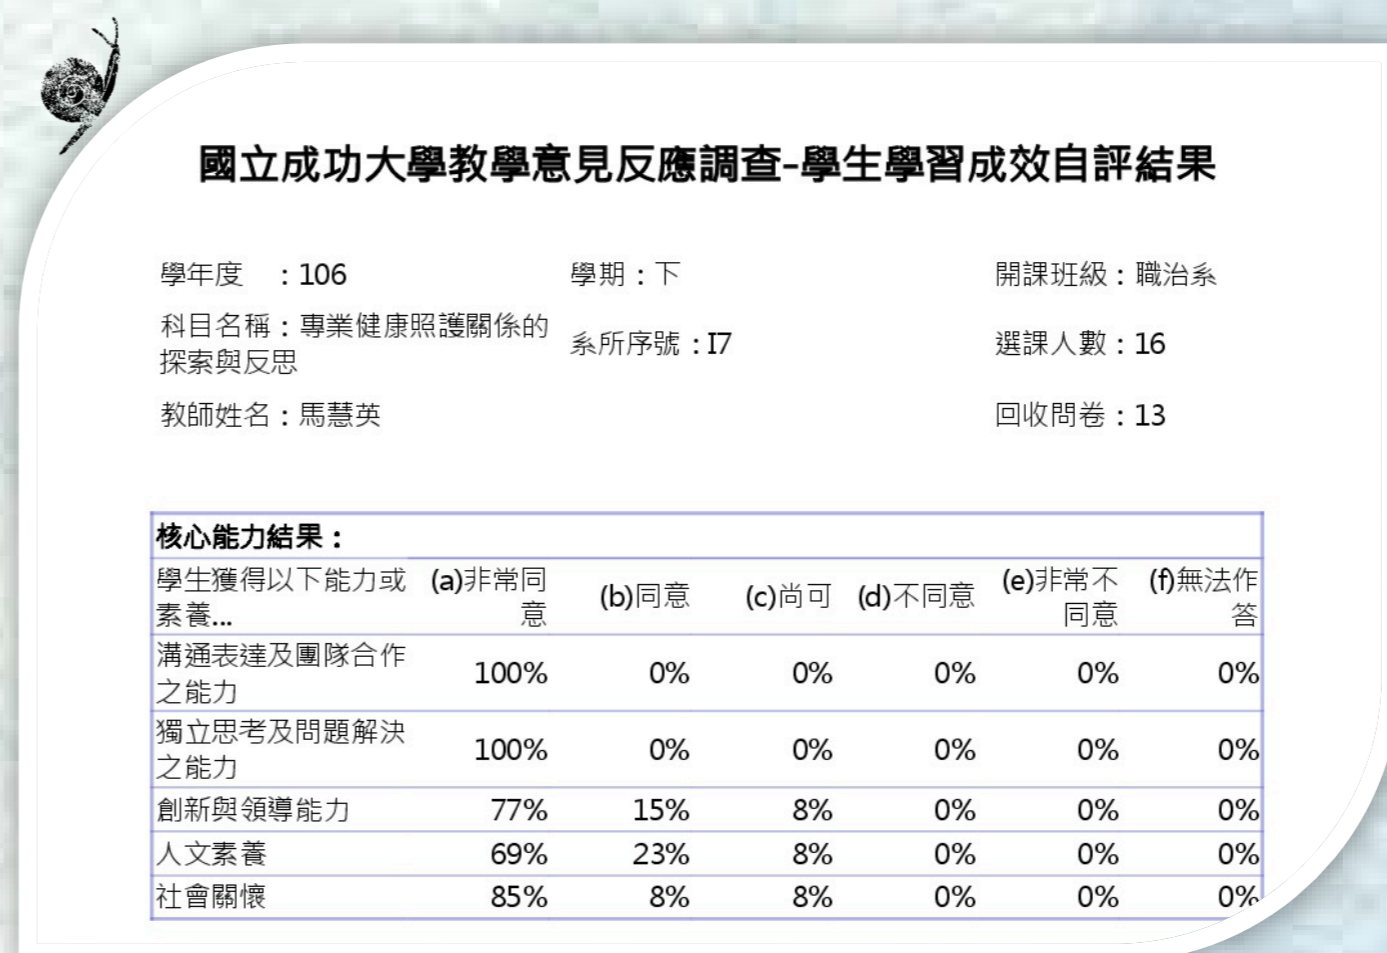 國立成功大學教學意見反應調查-學生學習成效自評結果
學年度 ：106 學期：下 開課班級：職治系
科目名稱：專業健康照護關係的
探索與反思
系所序號：I7 選課人數：16
教師姓名：馬慧英 回收問卷：13
核心能力結果：
學生獲得以下能力或
素養...
(a)非常同
意
(b)同意 (c)尚可 (d)不同意
(e)非常不
同意
(f)無法作
答
溝通表達及團隊合作
之能力
100% 0% 0% 0% 0% 0%
獨立思考及問題解決
之能力
100% 0% 0% 0% 0% 0%
創新與領導能力 77% 15% 8% 0% 0% 0%
人文素養 69% 23% 8% 0% 0% 0%
社會關懷 85% 8% 8% 0% 0% 0%